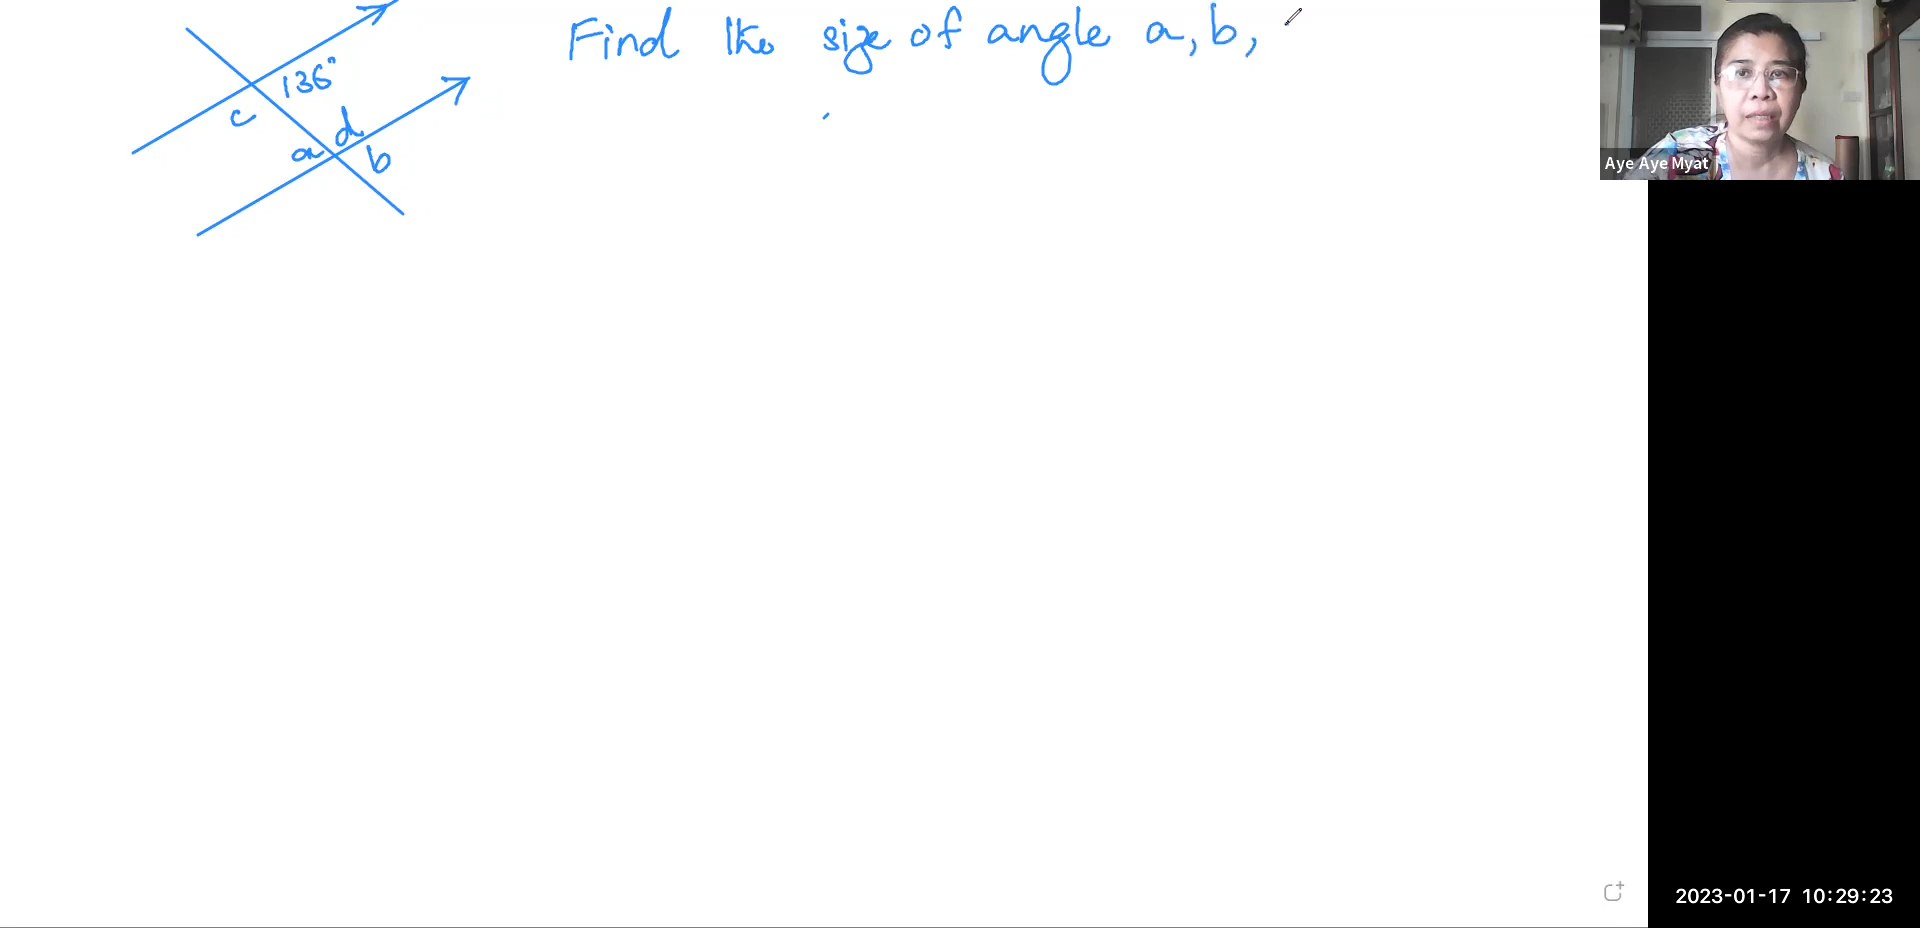 Find the size of angle a, b,
136°
c
d
a
b
Aye Aye Myat
2023-01-17 10:29:23